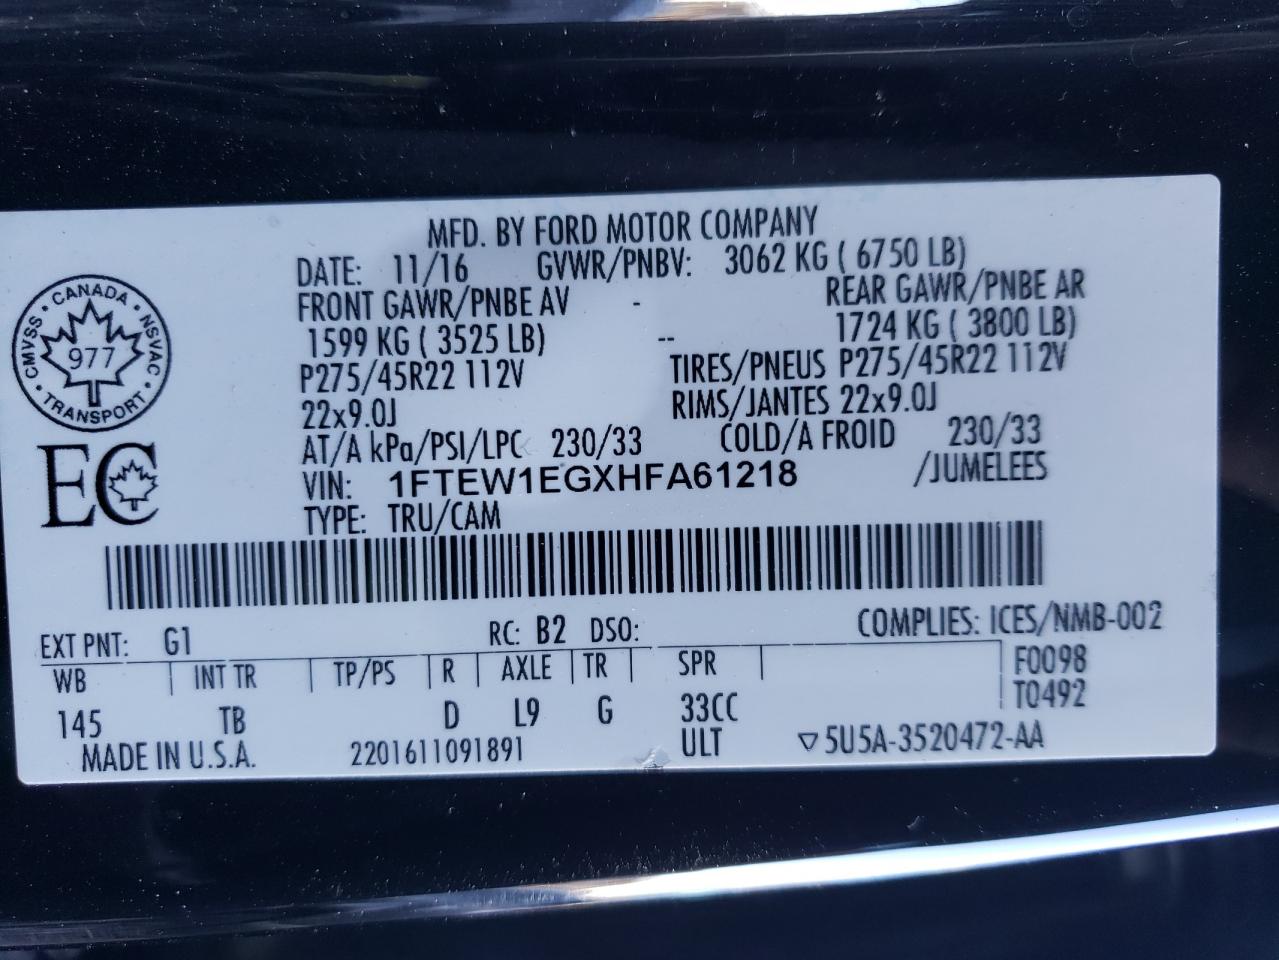 MFD. BY FORD MOTOR COMPANY
DATE: 11/16 GVWR/PNBV: 3062 KG ( 6750 LB)
FRONT GAWR/PNBE AV - REAR GAWR/PNBE AR
1599 KG ( 3525 LB) -- 1724 KG ( 3800 LB)
P275/45R22 112V TIRES/PNEUS P275/45R22 112V
22x9.0J RIMS/JANTES 22x9.0J
AT/A kPa/PSI/LPC 230/33 COLD/A FROID 230/33
VIN: 1FTEW1EGXHFA61218 /JUMELEES
TYPE: TRU/CAM
CANADA · NSVAC · TRANSPORT · CMVSS ·
977
EC
EXT PNT: G1 RC: B2 DSO: COMPLIES: ICES/NMB-002
WB INT TR TP/PS R AXLE TR SPR F0098
T0492
145 TB D L9 G 33CC
MADE IN U.S.A. 2201611091891 ULT ▽5U5A-3520472-AA